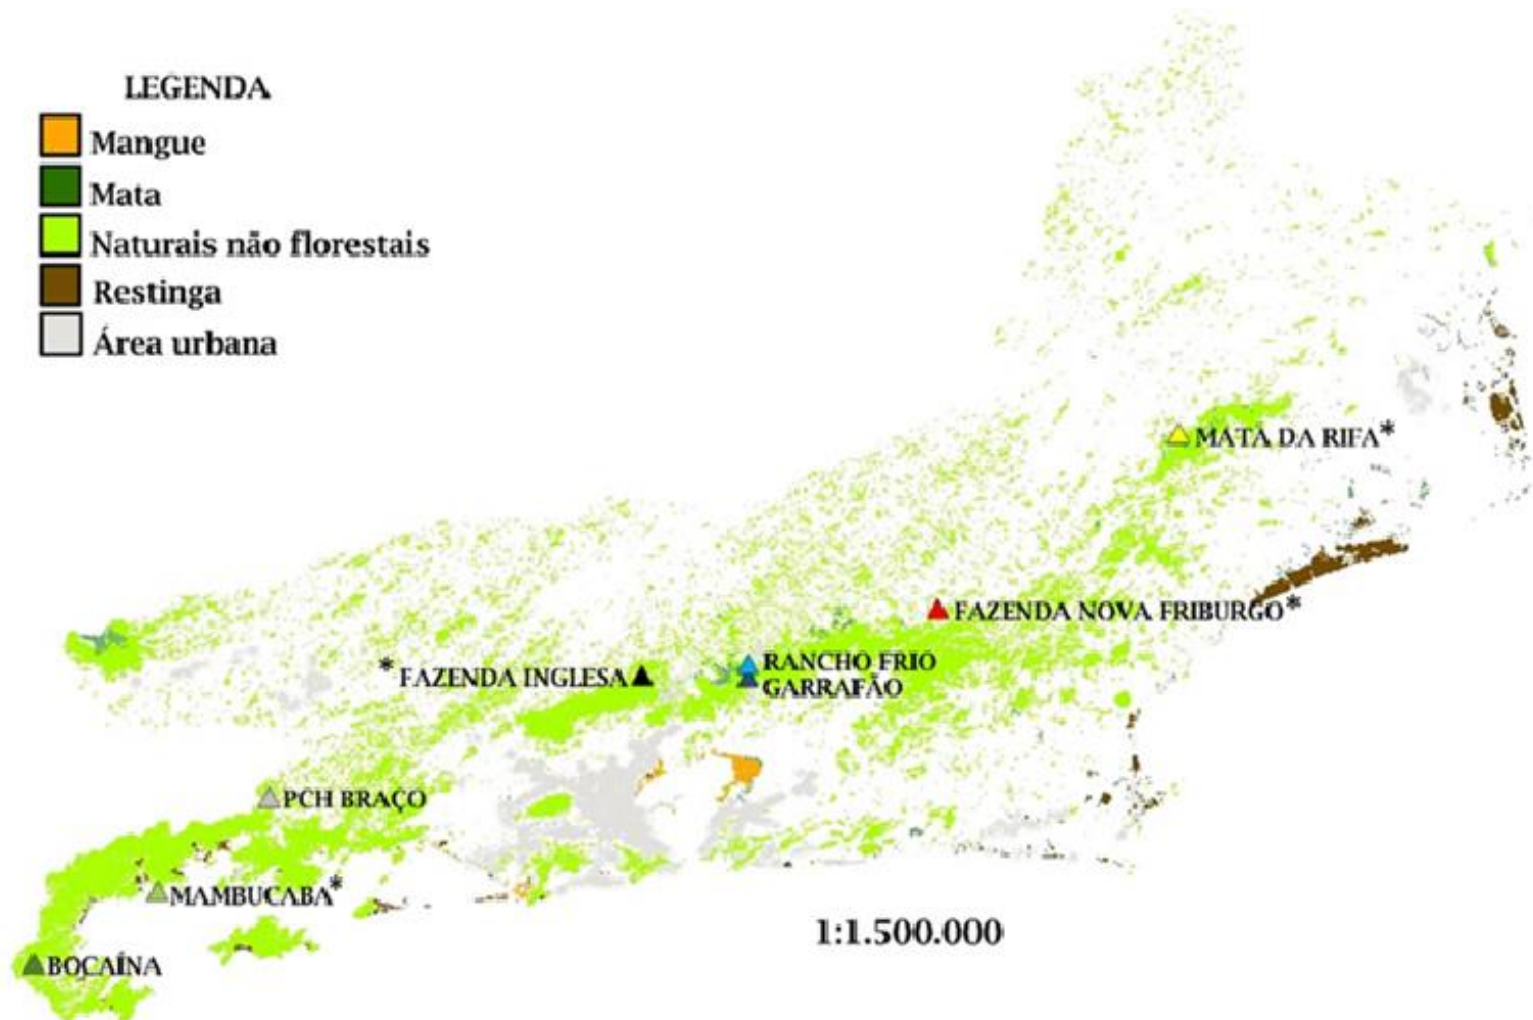 LEGENDA
Mangue
Mata
Naturais não florestais
Restinga
Área urbana
MATA DA RIFA*
FAZENDA NOVA FRIBURGO*
RANCHO FRIO
* FAZENDA INGLESA
GARRAFÃO
PCH BRAÇO
MAMBUCABA*
1:1.500.000
BOCAÍNA